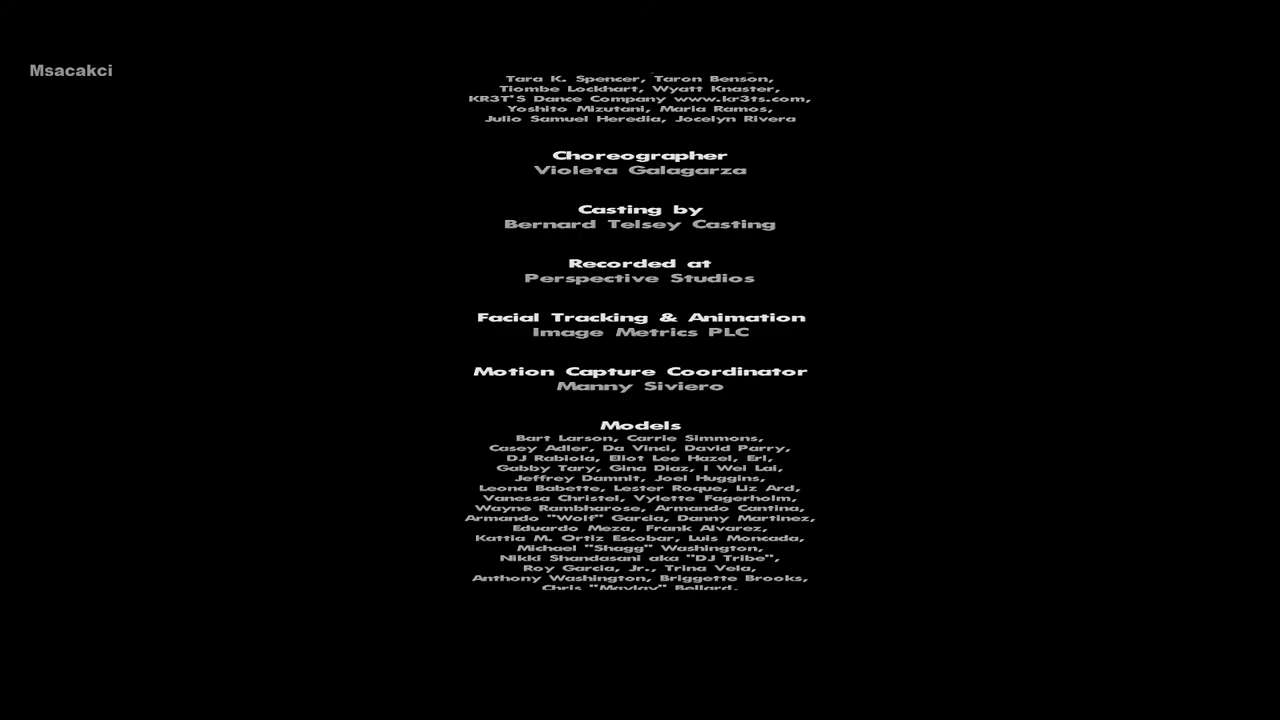 Msacakci
Tara K. Spencer, Taron Benson,
Tiombe Lockhart, Wyatt Knaster,
KR3T'S Dance Company www.kr3ts.com,
Yoshito Mizutani, Maria Ramos,
Julio Samuel Heredia, Jocelyn Rivera
Choreographer
Violeta Galagarza
Casting by
Bernard Telsey Casting
Recorded at
Perspective Studios
Facial Tracking & Animation
Image Metrics PLC
Motion Capture Coordinator
Manny Siviero
Models
Bart Larson, Carrie Simmons,
Casey Adler, Da Vinci, David Parry,
DJ Rabiola, Eliot Lee Hazel, Erl,
Gabby Tary, Gina Diaz, I Wei Lai,
Jeffrey Damnit, Joel Huggins,
Leona Babette, Lester Roque, Liz Ard,
Vanessa Christel, Vylette Fagerholm,
Wayne Rambharose, Armando Cantina,
Armando "Wolf" Garcia, Danny Martinez,
Eduardo Meza, Frank Alvarez,
Kattia M. Ortiz Escobar, Luis Moncada,
Michael "Shagg" Washington,
Nikki Shandasani aka "DJ Tribe",
Roy Garcia, Jr., Trina Vela,
Anthony Washington, Briggette Brooks,
Chris "Mayjay" Bellard,